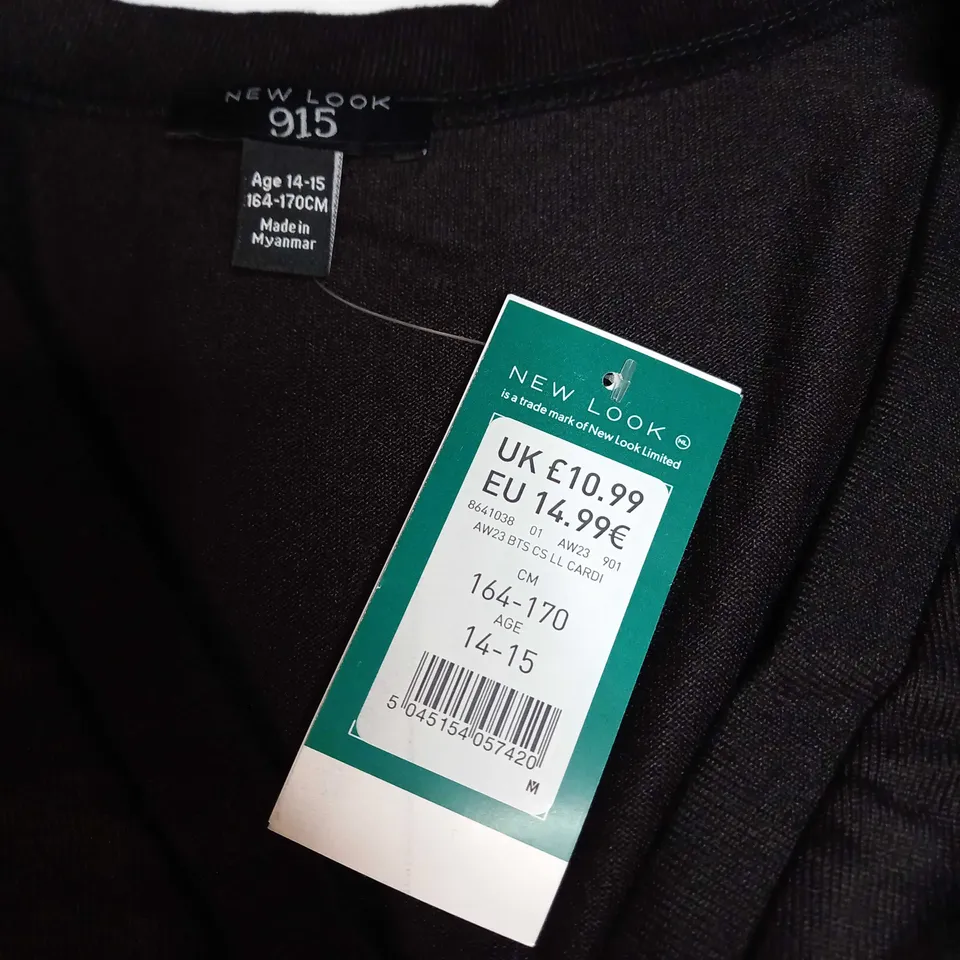 NEW LOOK
915
Age 14-15
164-170CM
Made in
Myanmar
NEW LOOK NL
is a trade mark of New Look Limited
UK £10.99
EU 14.99€
8641038 01 AW23 901
AW23 BTS CS LL CARDI
CM
164-170
AGE
14-15
5 045154 057420
M